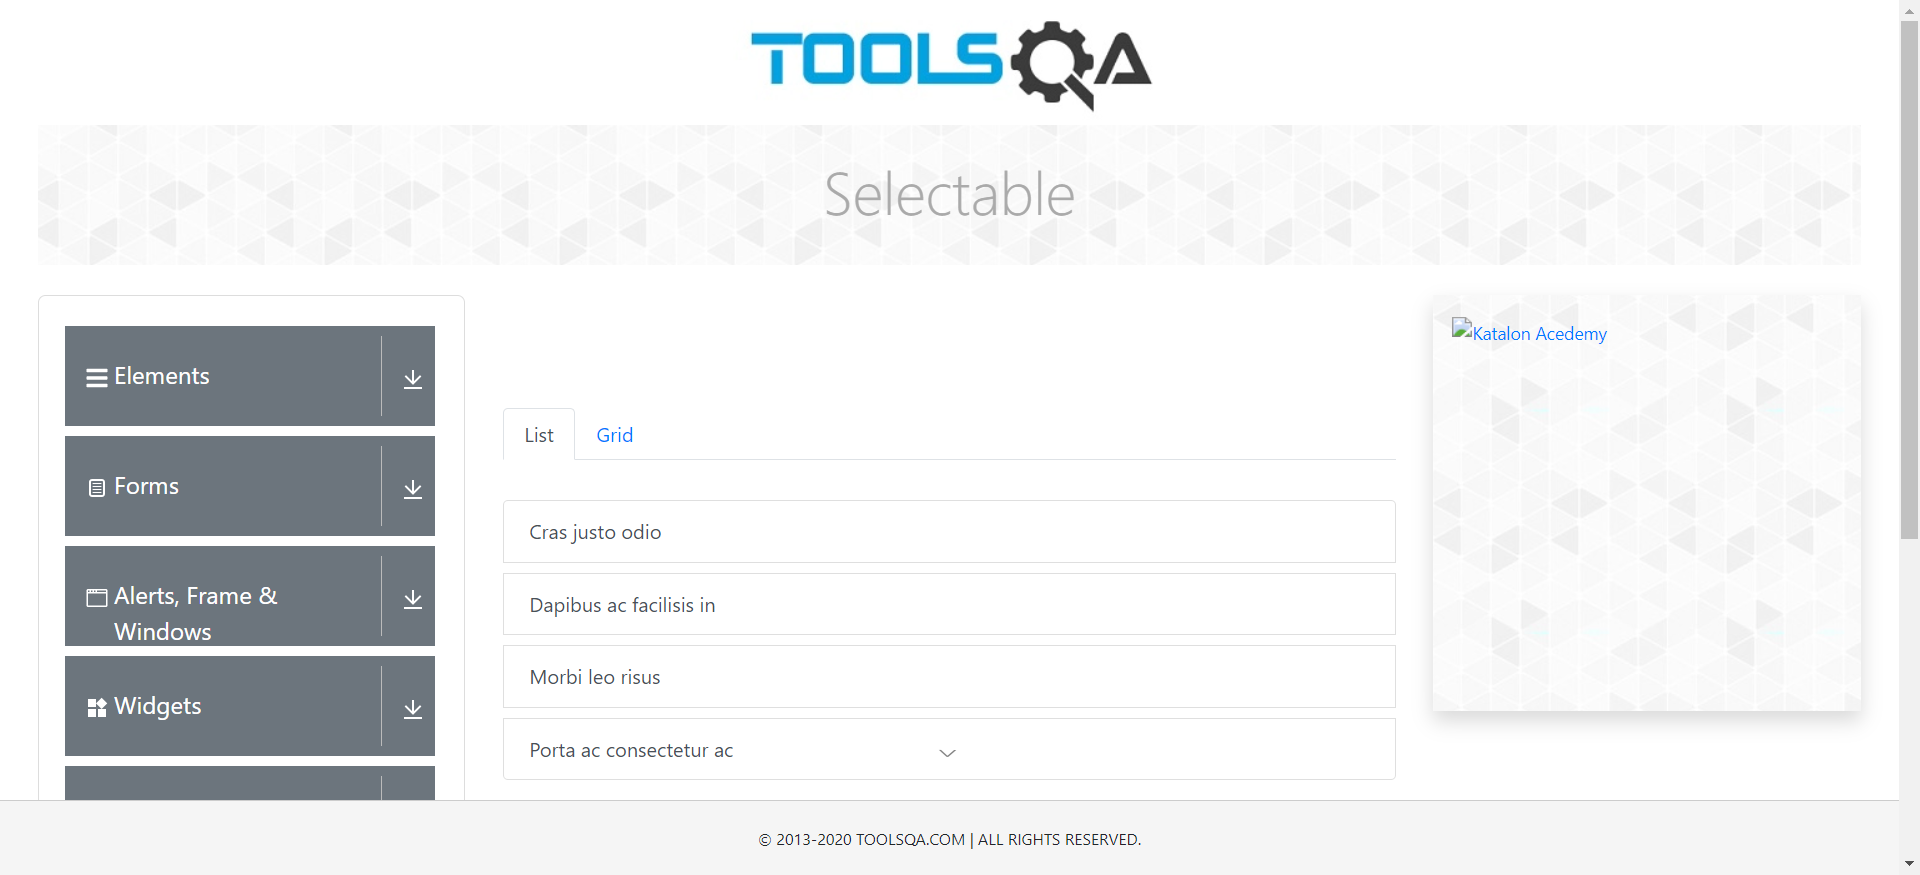 TOOLSQA
Selectable
Elements
Forms
Alerts, Frame &
Windows
Widgets
List
Grid
Cras justo odio
Dapibus ac facilisis in
Morbi leo risus
Porta ac consectetur ac
Katalon Acedemy
© 2013-2020 TOOLSQA.COM | ALL RIGHTS RESERVED.